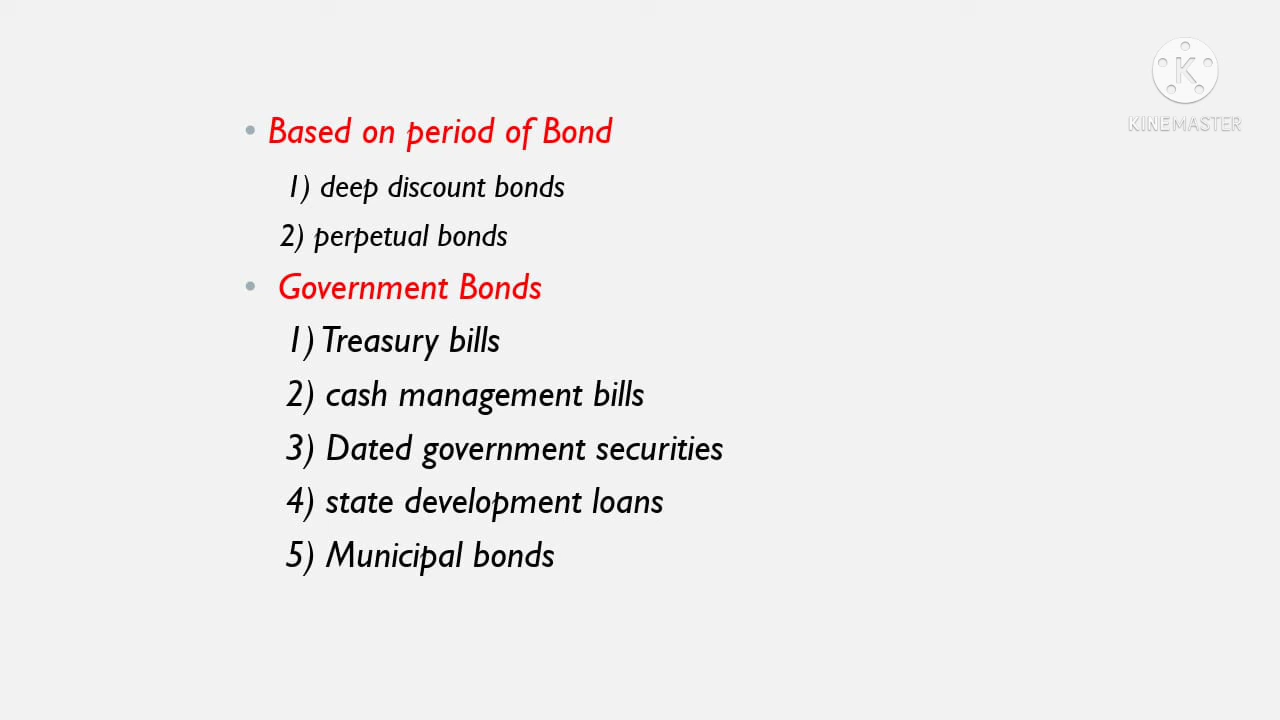 • Based on period of Bond
1) deep discount bonds
2) perpetual bonds
• Government Bonds
1) Treasury bills
2) cash management bills
3) Dated government securities
4) state development loans
5) Municipal bonds
K
KINEMASTER